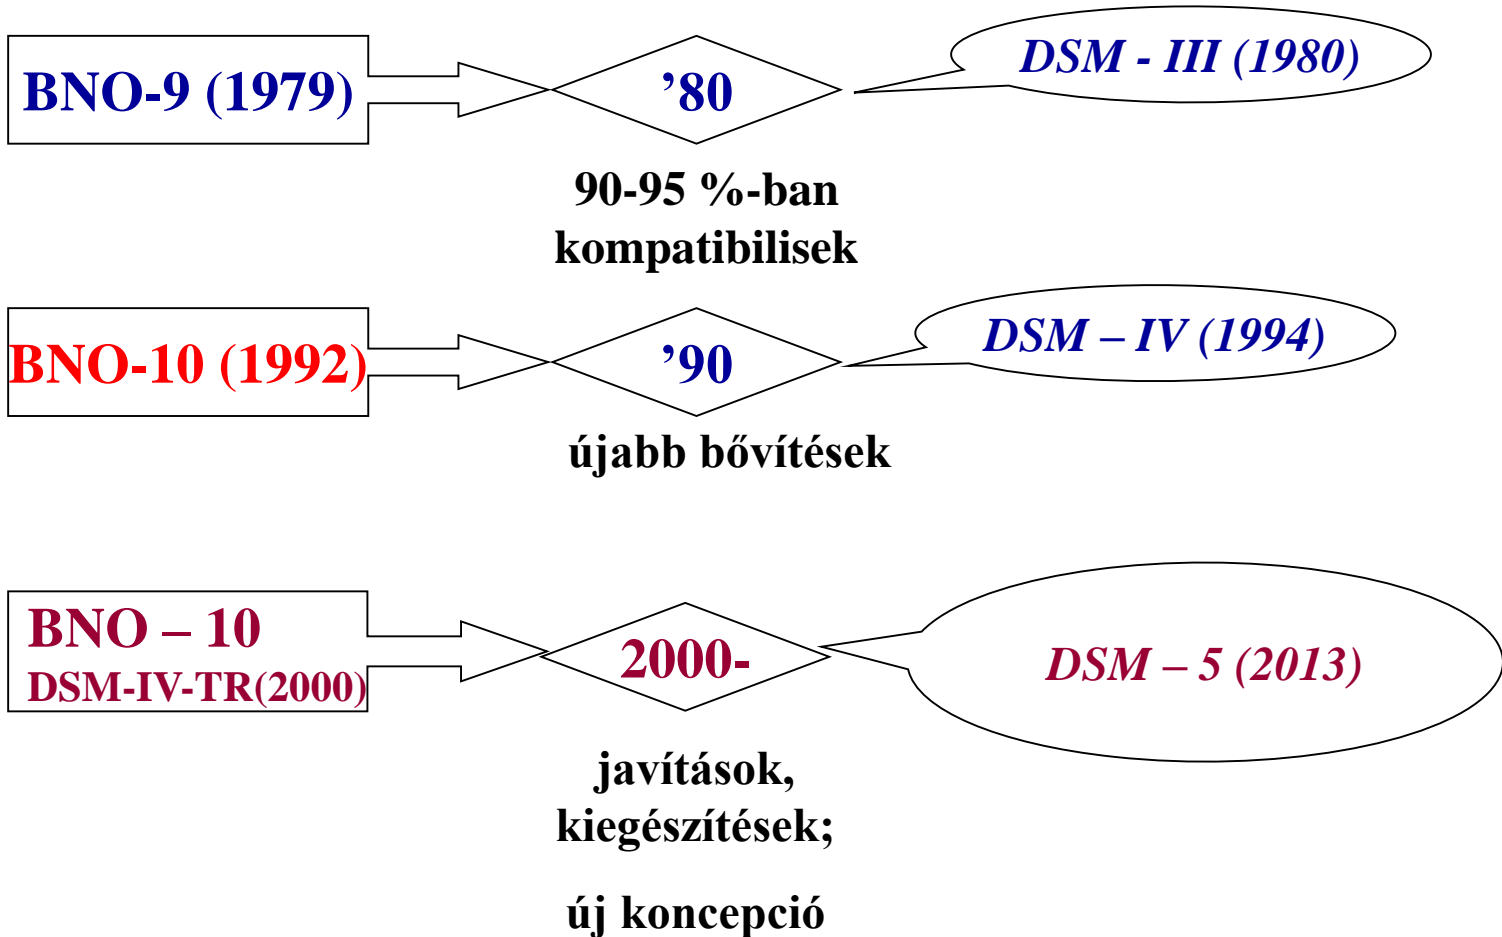 BNO-9 (1979)
’80
DSM - III (1980)
90-95 %-ban
kompatibilisek
BNO-10 (1992)
’90
DSM – IV (1994)
újabb bővítések
BNO – 10
DSM-IV-TR(2000)
2000-
DSM – 5 (2013)
javítások,
kiegészítések;
új koncepció